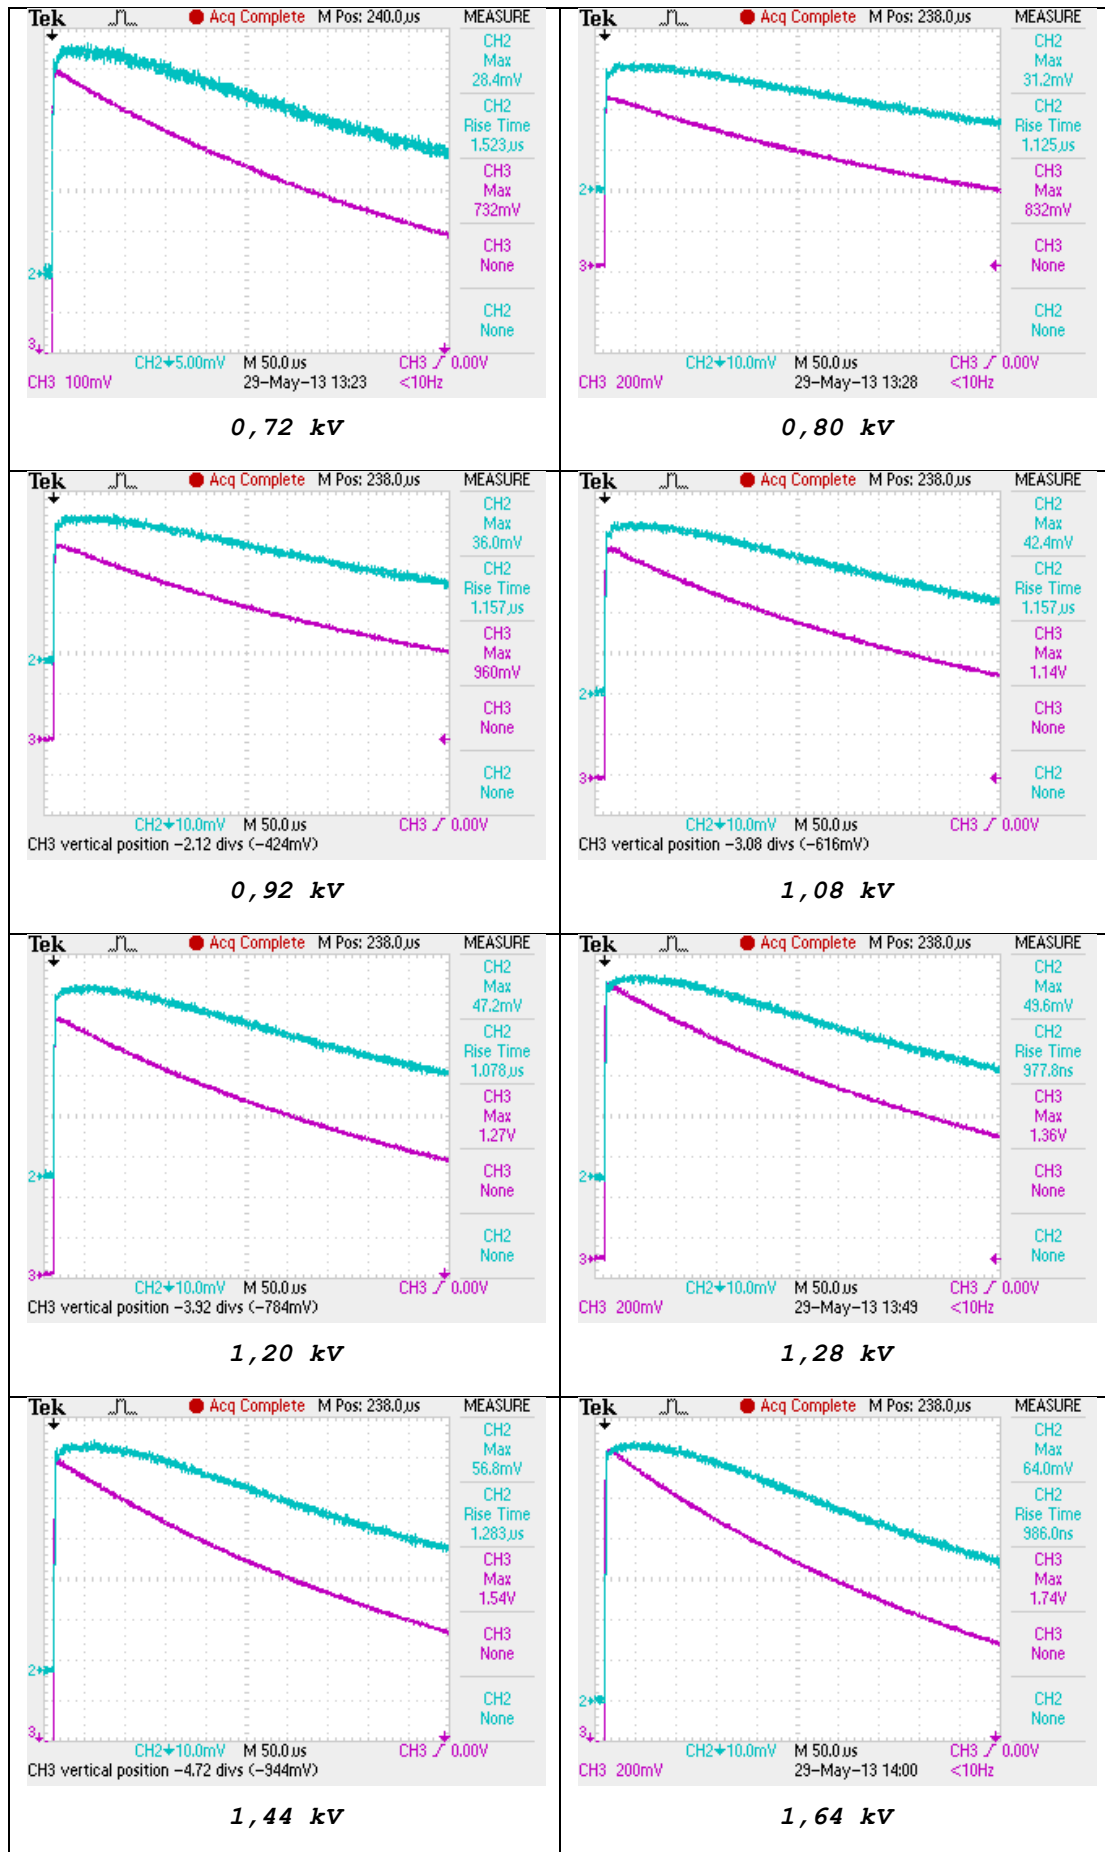 Tek Acq Complete M Pos: 240.0µs MEASURE
CH2
Max
28.4mV
CH2
Rise Time
1.523µs
CH3
Max
732mV
CH3
None
CH2
None
2
3
CH2 5.00mV M 50.0µs CH3 0.00V
CH3 100mV 29-May-13 13:23 <10Hz
0,72 kV
Tek Acq Complete M Pos: 238.0µs MEASURE
CH2
Max
31.2mV
CH2
Rise Time
1.125µs
CH3
Max
832mV
CH3
None
CH2
None
2
3
CH2 10.0mV M 50.0µs CH3 0.00V
CH3 200mV 29-May-13 13:28 <10Hz
0,80 kV
Tek Acq Complete M Pos: 238.0µs MEASURE
CH2
Max
36.0mV
CH2
Rise Time
1.157µs
CH3
Max
960mV
CH3
None
CH2
None
2
3
CH2 10.0mV M 50.0µs CH3 0.00V
CH3 vertical position -2.12 divs (-424mV)
0,92 kV
Tek Acq Complete M Pos: 238.0µs MEASURE
CH2
Max
42.4mV
CH2
Rise Time
1.157µs
CH3
Max
1.14V
CH3
None
CH2
None
2
3
CH2 10.0mV M 50.0µs CH3 0.00V
CH3 vertical position -3.08 divs (-616mV)
1,08 kV
Tek Acq Complete M Pos: 238.0µs MEASURE
CH2
Max
47.2mV
CH2
Rise Time
1.078µs
CH3
Max
1.27V
CH3
None
CH2
None
2
3
CH2 10.0mV M 50.0µs CH3 0.00V
CH3 vertical position -3.92 divs (-784mV)
1,20 kV
Tek Acq Complete M Pos: 238.0µs MEASURE
CH2
Max
49.6mV
CH2
Rise Time
977.8ns
CH3
Max
1.36V
CH3
None
CH2
None
2
3
CH2 10.0mV M 50.0µs CH3 0.00V
CH3 200mV 29-May-13 13:49 <10Hz
1,28 kV
Tek Acq Complete M Pos: 238.0µs MEASURE
CH2
Max
56.8mV
CH2
Rise Time
1.283µs
CH3
Max
1.54V
CH3
None
CH2
None
2
3
CH2 10.0mV M 50.0µs CH3 0.00V
CH3 vertical position -4.72 divs (-944mV)
1,44 kV
Tek Acq Complete M Pos: 238.0µs MEASURE
CH2
Max
64.0mV
CH2
Rise Time
986.0ns
CH3
Max
1.74V
CH3
None
CH2
None
2
3
CH2 10.0mV M 50.0µs CH3 0.00V
CH3 200mV 29-May-13 14:00 <10Hz
1,64 kV